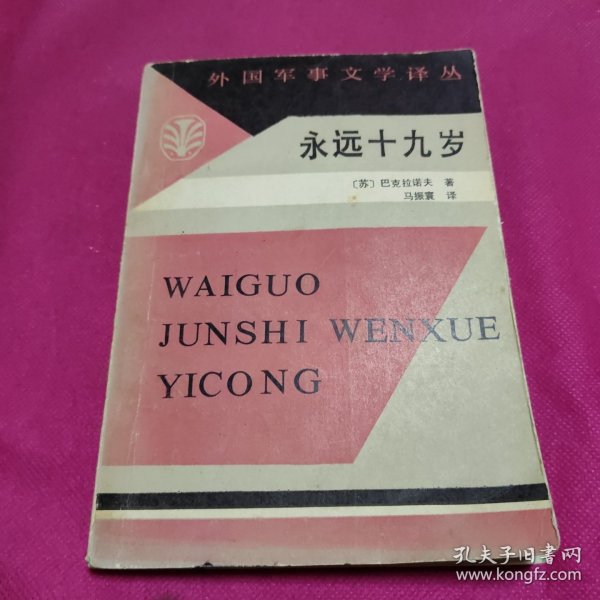 外国军事文学译丛
永远十九岁
〔苏〕巴克拉诺夫 著
马振寰 译
WAIGUO
JUNSHI WENXUE
YICONG
孔夫子旧书网
www.kongfz.com